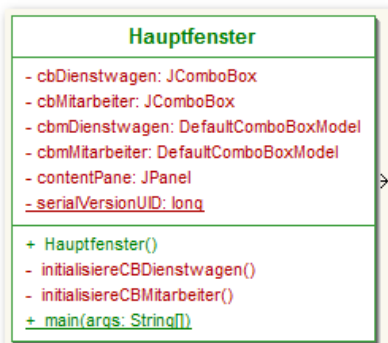 Hauptfenster
- cbDienstwagen: JComboBox
- cbMitarbeiter: JComboBox
- cbmDienstwagen: DefaultComboBoxModel
- cbmMitarbeiter: DefaultComboBoxModel
- contentPane: JPanel
- serialVersionUID: long
+ Hauptfenster()
- initialisiereCBDienstwagen()
- initialisiereCBMitarbeiter()
+ main(args: String[])